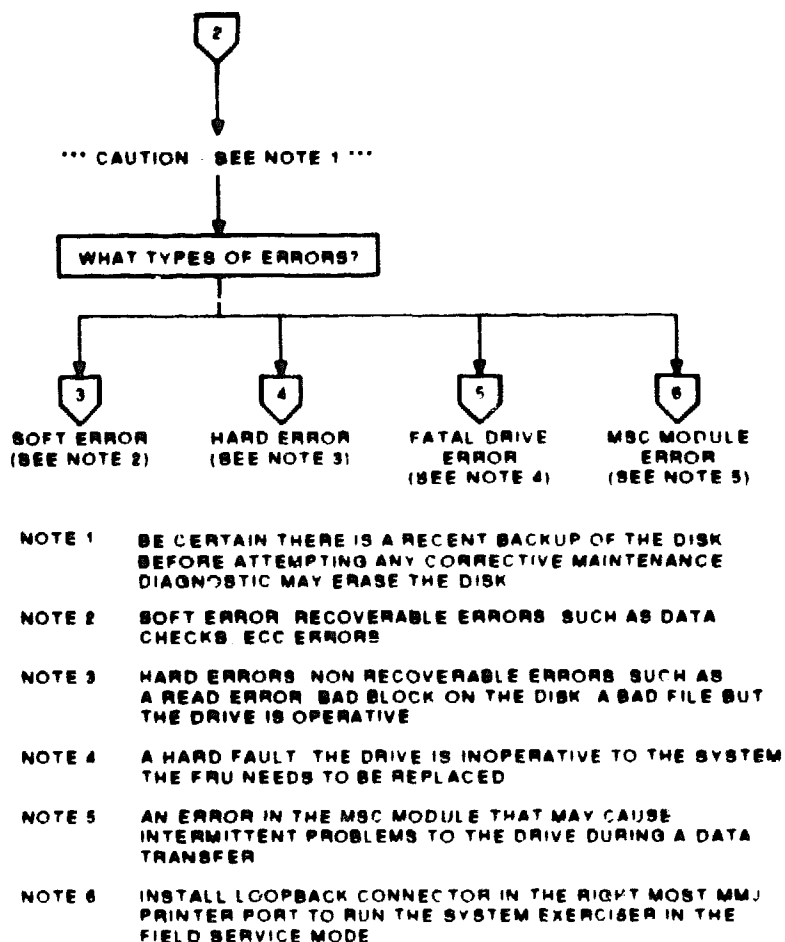 2
*** CAUTION - SEE NOTE 1 ***
WHAT TYPES OF ERRORS?
3 4 5 6
SOFT ERROR
(SEE NOTE 2)
HARD ERROR
(SEE NOTE 3)
FATAL DRIVE
ERROR
(SEE NOTE 4)
MSC MODULE
ERROR
(SEE NOTE 5)
NOTE 1 BE CERTAIN THERE IS A RECENT BACKUP OF THE DISK
BEFORE ATTEMPTING ANY CORRECTIVE MAINTENANCE
DIAGNOSTIC MAY ERASE THE DISK
NOTE 2 SOFT ERROR RECOVERABLE ERRORS SUCH AS DATA
CHECKS ECC ERRORS
NOTE 3 HARD ERRORS NON RECOVERABLE ERRORS SUCH AS
A READ ERROR BAD BLOCK ON THE DISK A BAD FILE BUT
THE DRIVE IS OPERATIVE
NOTE 4 A HARD FAULT THE DRIVE IS INOPERATIVE TO THE SYSTEM
THE FRU NEEDS TO BE REPLACED
NOTE 5 AN ERROR IN THE MSC MODULE THAT MAY CAUSE
INTERMITTENT PROBLEMS TO THE DRIVE DURING A DATA
TRANSFER
NOTE 6 INSTALL LOOPBACK CONNECTOR IN THE RIGHT MOST MMJ
PRINTER PORT TO RUN THE SYSTEM EXERCISER IN THE
FIELD SERVICE MODE